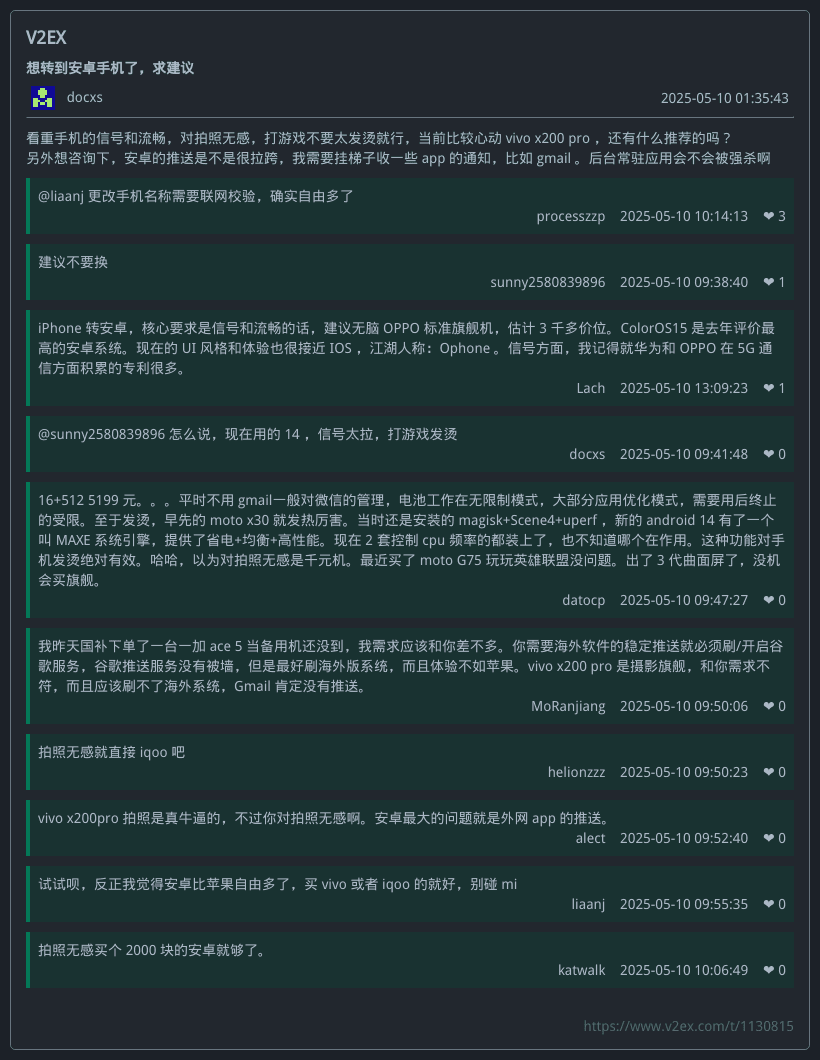 V2EX
想转到安卓手机了，求建议
docxs 2025-05-10 01:35:43
看重手机的信号和流畅，对拍照无感，打游戏不要太发烫就行，当前比较心动 vivo x200 pro ，还有什么推荐的吗？
另外想咨询下，安卓的推送是不是很拉跨，我需要挂梯子收一些 app 的通知，比如 gmail 。后台常驻应用会不会被强杀啊
@liaanj 更改手机名称需要联网校验，确实自由多了
processzzp 2025-05-10 10:14:13 ❤ 3
建议不要换
sunny2580839896 2025-05-10 09:38:40 ❤ 1
iPhone 转安卓，核心要求是信号和流畅的话，建议无脑 OPPO 标准旗舰机，估计 3 千多价位。ColorOS15 是去年评价最
高的安卓系统。现在的 UI 风格和体验也很接近 IOS ，江湖人称：Ophone 。信号方面，我记得就华为和 OPPO 在 5G 通
信方面积累的专利很多。
Lach 2025-05-10 13:09:23 ❤ 1
@sunny2580839896 怎么说，现在用的 14 ，信号太拉，打游戏发烫
docxs 2025-05-10 09:41:48 ❤ 0
16+512 5199 元。。。平时不用 gmail一般对微信的管理，电池工作在无限制模式，大部分应用优化模式，需要用后终止
的受限。至于发烫，早先的 moto x30 就发热厉害。当时还是安装的 magisk+Scene4+uperf ，新的 android 14 有了一个
叫 MAXE 系统引擎，提供了省电+均衡+高性能。现在 2 套控制 cpu 频率的都装上了，也不知道哪个在作用。这种功能对手
机发烫绝对有效。哈哈，以为对拍照无感是千元机。最近买了 moto G75 玩玩英雄联盟没问题。出了 3 代曲面屏了，没机
会买旗舰。
datocp 2025-05-10 09:47:27 ❤ 0
我昨天国补下单了一台一加 ace 5 当备用机还没到，我需求应该和你差不多。你需要海外软件的稳定推送就必须刷/开启谷
歌服务，谷歌推送服务没有被墙，但是最好刷海外版系统，而且体验不如苹果。vivo x200 pro 是摄影旗舰，和你需求不
符，而且应该刷不了海外系统，Gmail 肯定没有推送。
MoRanjiang 2025-05-10 09:50:06 ❤ 0
拍照无感就直接 iqoo 吧
helionzzz 2025-05-10 09:50:23 ❤ 0
vivo x200pro 拍照是真牛逼的，不过你对拍照无感啊。安卓最大的问题就是外网 app 的推送。
alect 2025-05-10 09:52:40 ❤ 0
试试呗，反正我觉得安卓比苹果自由多了，买 vivo 或者 iqoo 的就好，别碰 mi
liaanj 2025-05-10 09:55:35 ❤ 0
拍照无感买个 2000 块的安卓就够了。
katwalk 2025-05-10 10:06:49 ❤ 0
https://www.v2ex.com/t/1130815